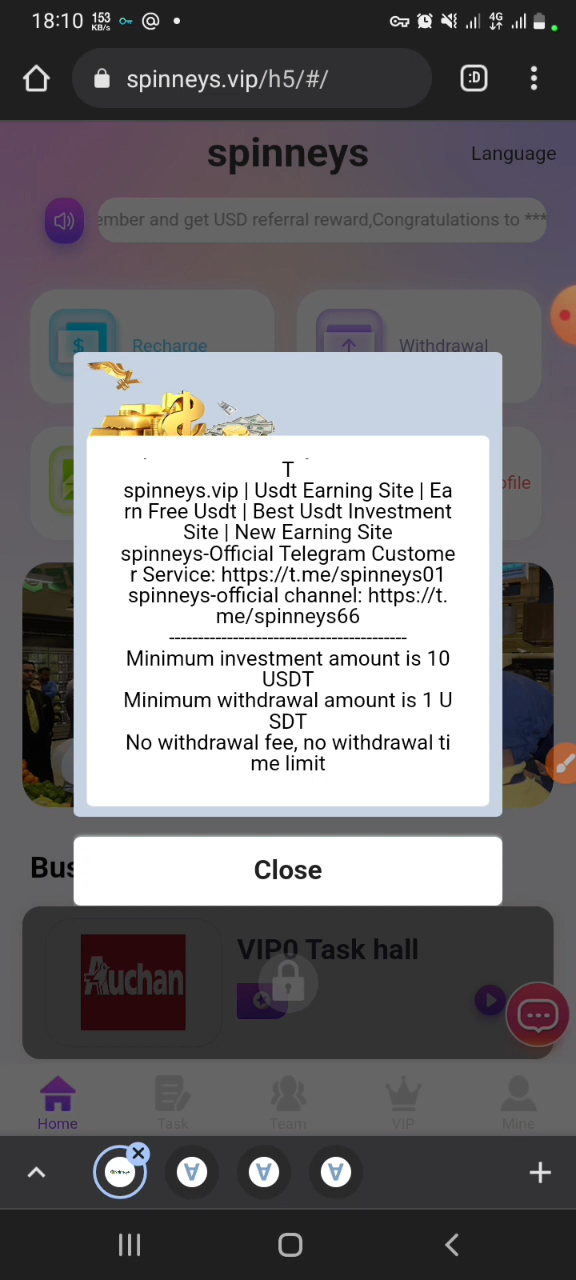 18:10 153 KB/s
4G
spinneys.vip/h5/#/
:D
spinneys
Language
ember and get USD referral reward,Congratulations to ***
Recharge
Withdrawal
ofile
T
spinneys.vip | Usdt Earning Site | Ea
rn Free Usdt | Best Usdt Investment
Site | New Earning Site
spinneys-Official Telegram Custome
r Service: https://t.me/spinneys01
spinneys-official channel: https://t.
me/spinneys66
-----------------------------------------
Minimum investment amount is 10
USDT
Minimum withdrawal amount is 1 U
SDT
No withdrawal fee, no withdrawal ti
me limit
Close
Bus
Auchan
VIP0 Task hall
Home
Task
Team
VIP
Mine